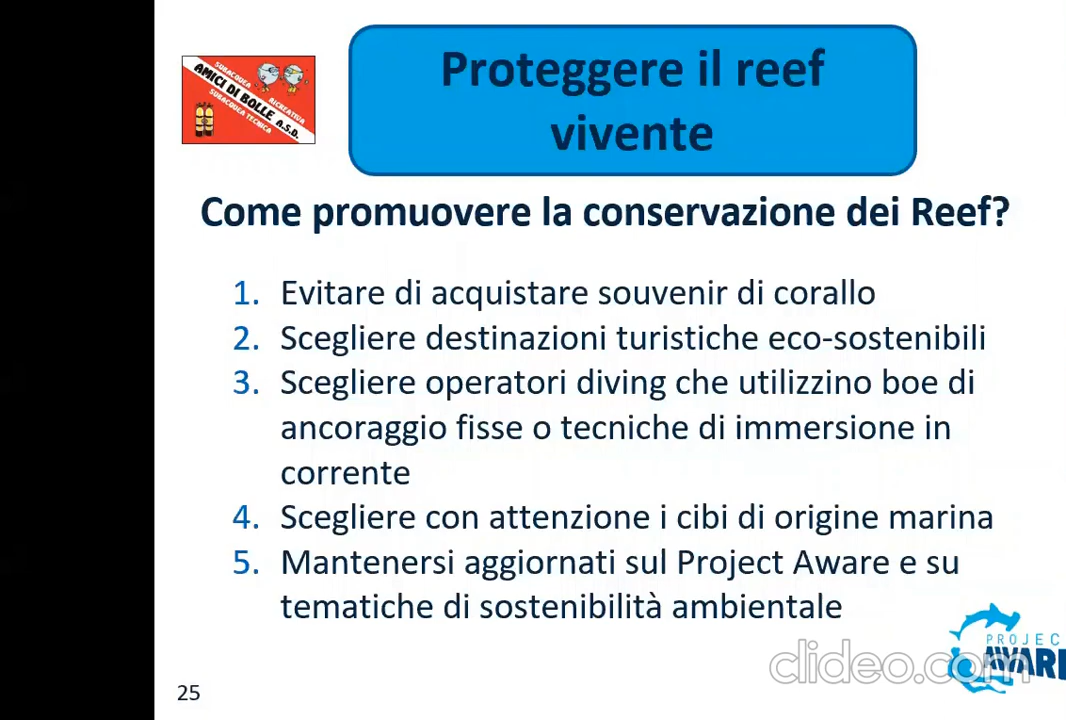 SUBACQUEA
AMICI DI BOLLE A.S.D.
RICREATIVA
SUBACQUEA TECNICA
Proteggere il reef
vivente
Come promuovere la conservazione dei Reef?
1. Evitare di acquistare souvenir di corallo
2. Scegliere destinazioni turistiche eco-sostenibili
3. Scegliere operatori diving che utilizzino boe di
ancoraggio fisse o tecniche di immersione in
corrente
4. Scegliere con attenzione i cibi di origine marina
5. Mantenersi aggiornati sul Project Aware e su
tematiche di sostenibilità ambientale
PROJEC
AWARE
clideo.com
25